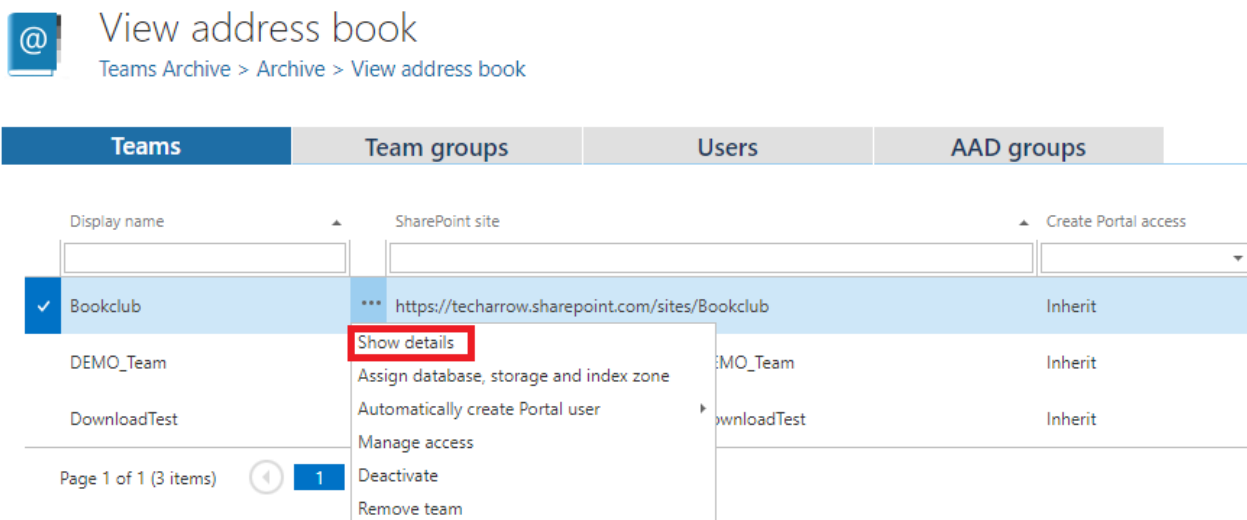 @
View address book
Teams Archive > Archive > View address book
Teams Team groups Users AAD groups
Display name SharePoint site Create Portal access
Bookclub ••• https://techarrow.sharepoint.com/sites/Bookclub Inherit
Show details
DEMO_Team EMO_Team Inherit
Assign database, storage and index zone
Automatically create Portal user
DownloadTest ownloadTest Inherit
Manage access
Page 1 of 1 (3 items) 1 Deactivate
Remove team